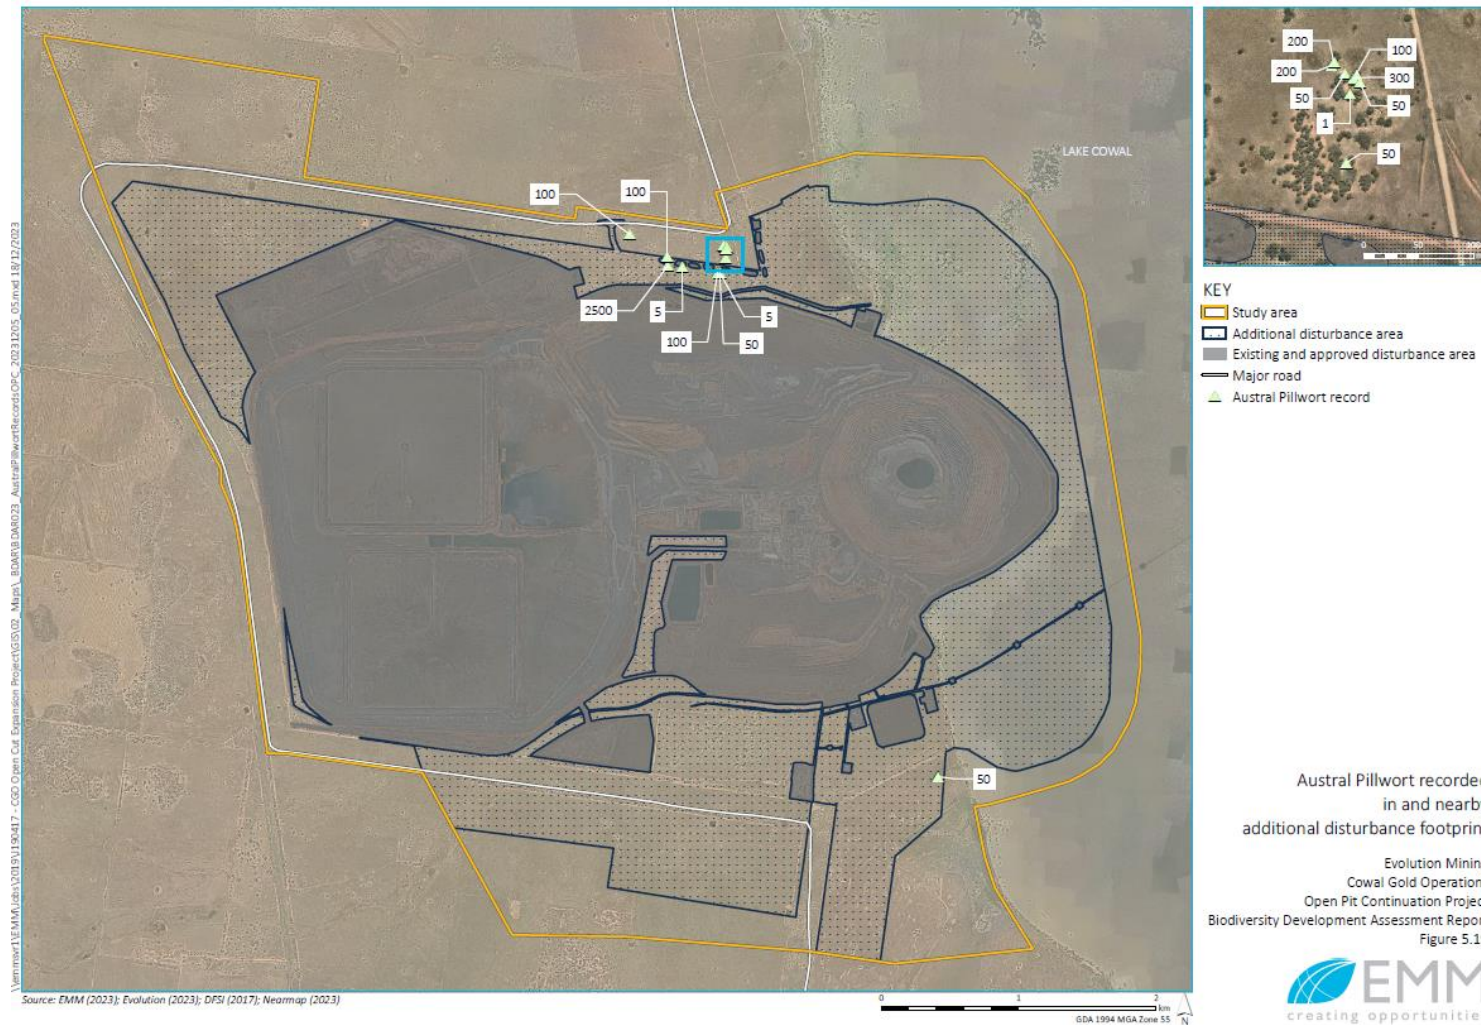 LAKE COWAL
100
100
2500
5
100
50
5
50
200
100
200
300
50
50
1
50
KEY
Study area
Additional disturbance area
Existing and approved disturbance area
Major road
Austral Pillwort record
Austral Pillwort recorded
in and nearby
additional disturbance footprin
Evolution Minin
Cowal Gold Operation
Open Pit Continuation Projec
Biodiversity Development Assessment Repor
Figure 5.1
EMM
creating opportunitie
Source: EMM (2023); Evolution (2023); DFSI (2017); Nearmap (2023)
0 1 2
km
GDA 1994 MGA Zone 55
N